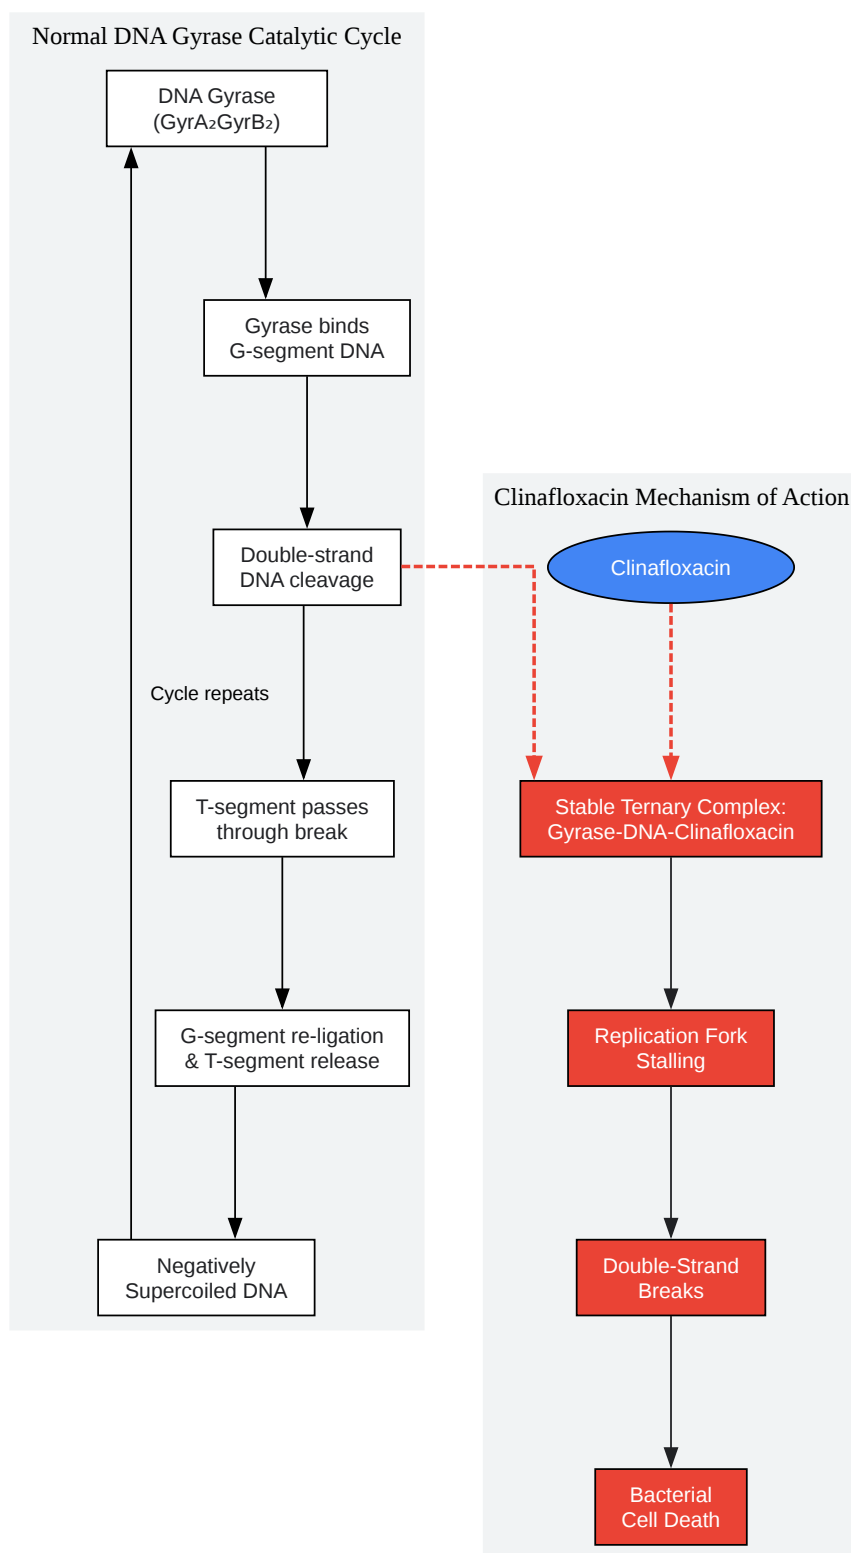 Normal DNA Gyrase Catalytic Cycle
DNA Gyrase
(GyrA₂GyrB₂)
Gyrase binds
G-segment DNA
Double-strand
DNA cleavage
Cycle repeats
T-segment passes
through break
G-segment re-ligation
& T-segment release
Negatively
Supercoiled DNA
Clinafloxacin Mechanism of Action
Clinafloxacin
Stable Ternary Complex:
Gyrase-DNA-Clinafloxacin
Replication Fork
Stalling
Double-Strand
Breaks
Bacterial
Cell Death